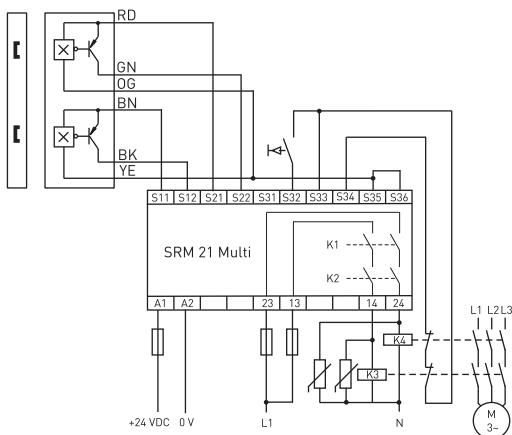 RD
GN
OG
BN
BK
YE
S11 S12 S21 S22 S31 S32 S33 S34 S35 S36
SRM 21 Multi
K1
K2
A1 A2 23 13 14 24
L1 L2 L3
K4
K3
+24 VDC 0 V L1 N
M
3~